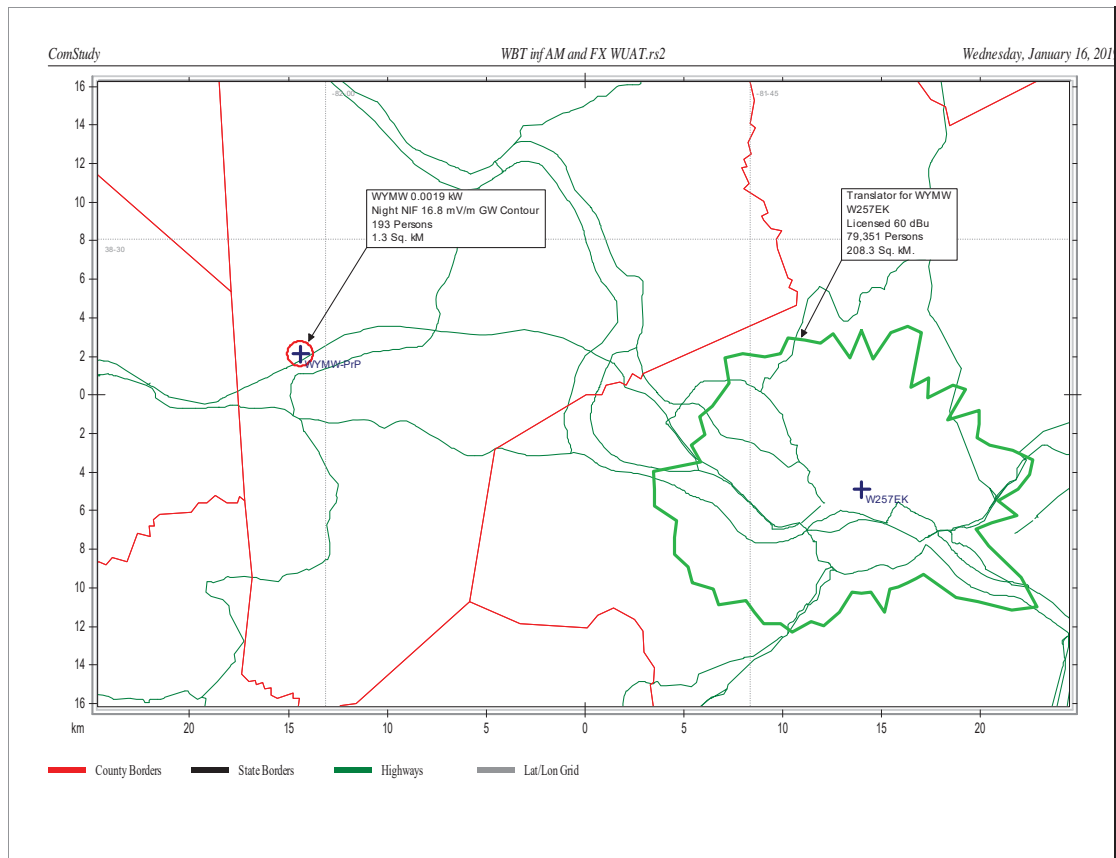 ComStudy
WBT inf AM and FX WUAT.rs2
Wednesday, January 16, 201
16
14
12
10
8
6
4
2
0
2
4
6
8
10
12
14
16
-82-00
-81-45
38-30
WYMW 0.0019 kW
Night NIF 16.8 mV/m GW Contour
193 Persons
1.3 Sq. kM
Translator for WYMW
W257EK
Licensed 60 dBu
79,351 Persons
208.3 Sq. kM.
WYMW-PrP
W257EK
km
20
15
10
5
0
5
10
15
20
County Borders
State Borders
Highways
Lat/Lon Grid